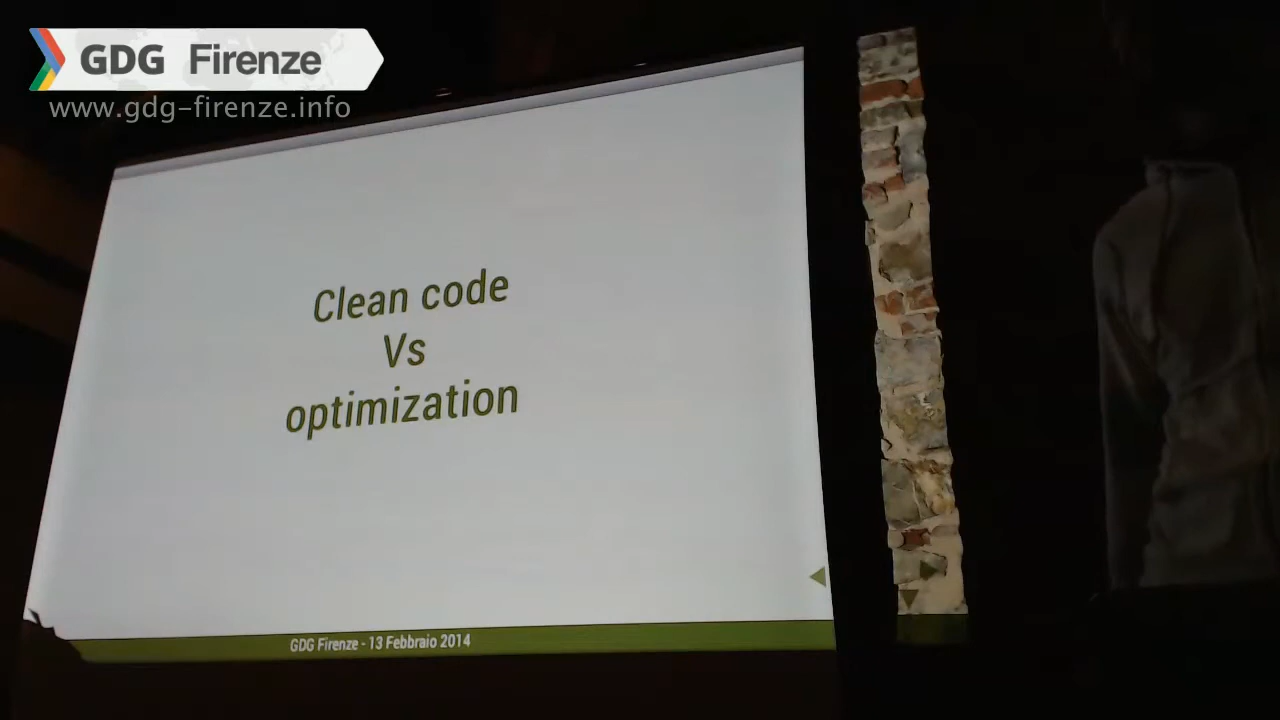 GDG Firenze
www.gdg-firenze.info
Clean code
Vs
optimization
GDG Firenze - 13 Febbraio 2014